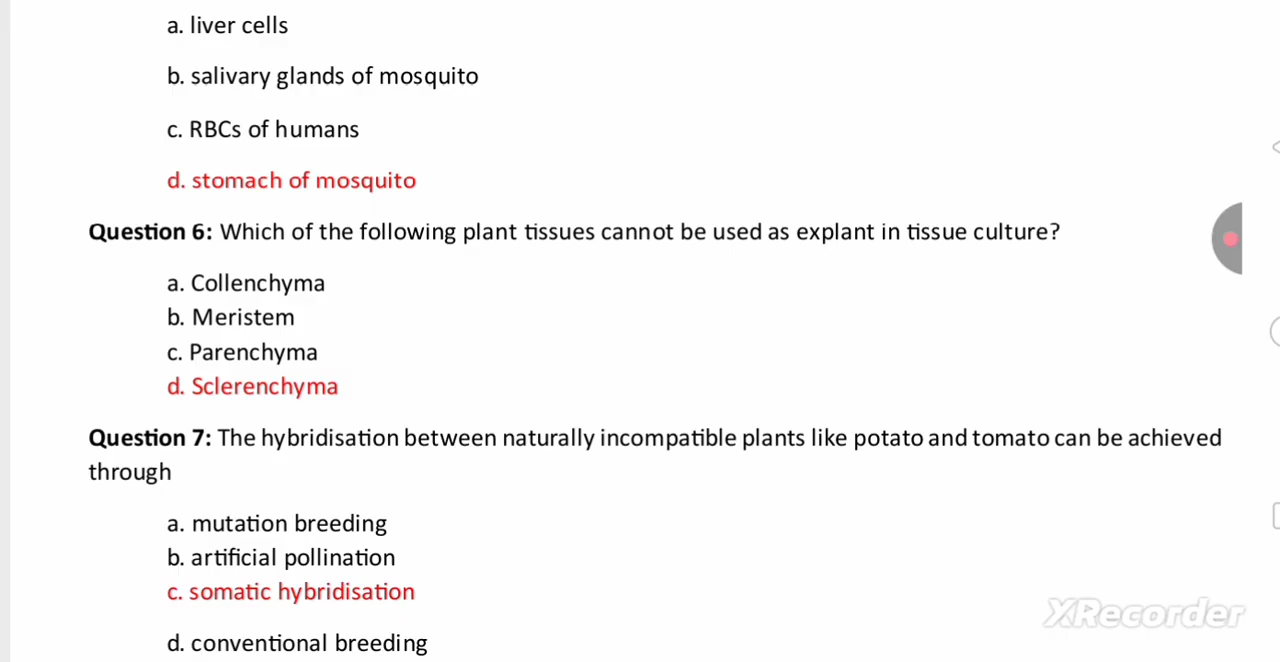 a. liver cells
b. salivary glands of mosquito
c. RBCs of humans
d. stomach of mosquito
Question 6: Which of the following plant tissues cannot be used as explant in tissue culture?
a. Collenchyma
b. Meristem
c. Parenchyma
d. Sclerenchyma
Question 7: The hybridisation between naturally incompatible plants like potato and tomato can be achieved
through
a. mutation breeding
b. artificial pollination
c. somatic hybridisation
XRecorder
d. conventional breeding